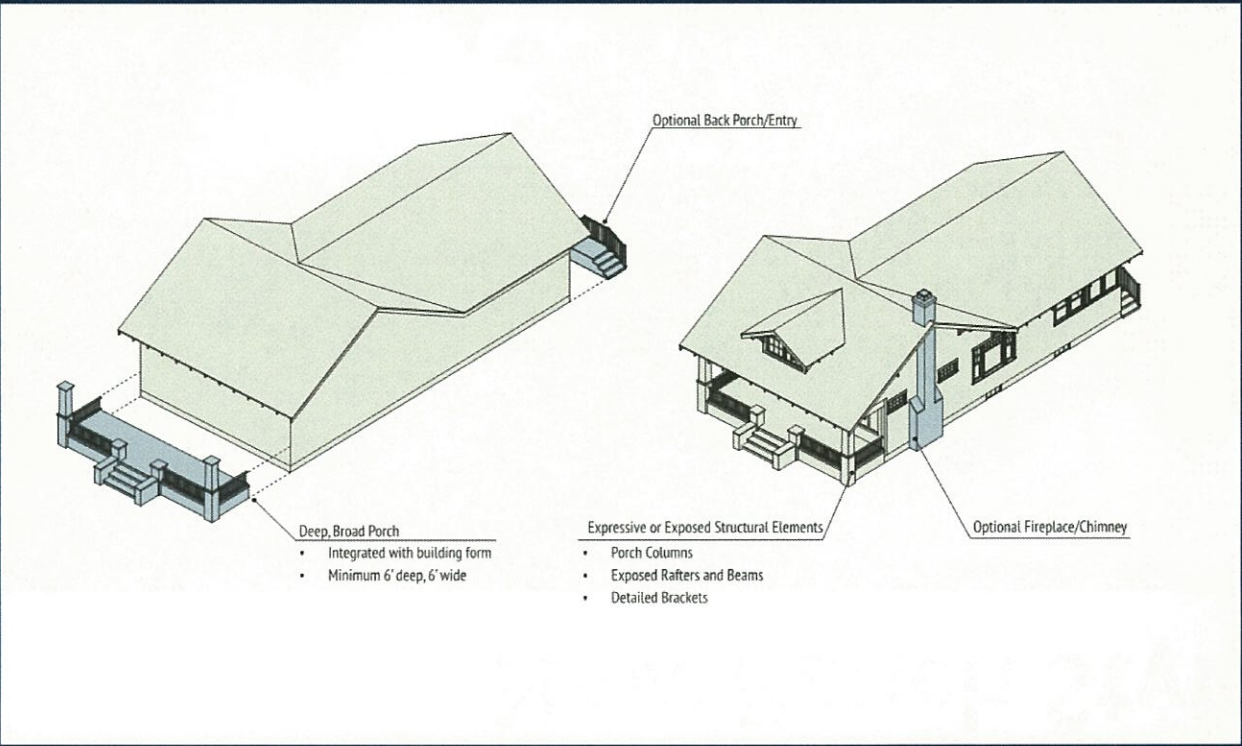 Optional Back Porch/Entry
Deep, Broad Porch
• Integrated with building form
• Minimum 6' deep, 6' wide
Expressive or Exposed Structural Elements
• Porch Columns
• Exposed Rafters and Beams
• Detailed Brackets
Optional Fireplace/Chimney